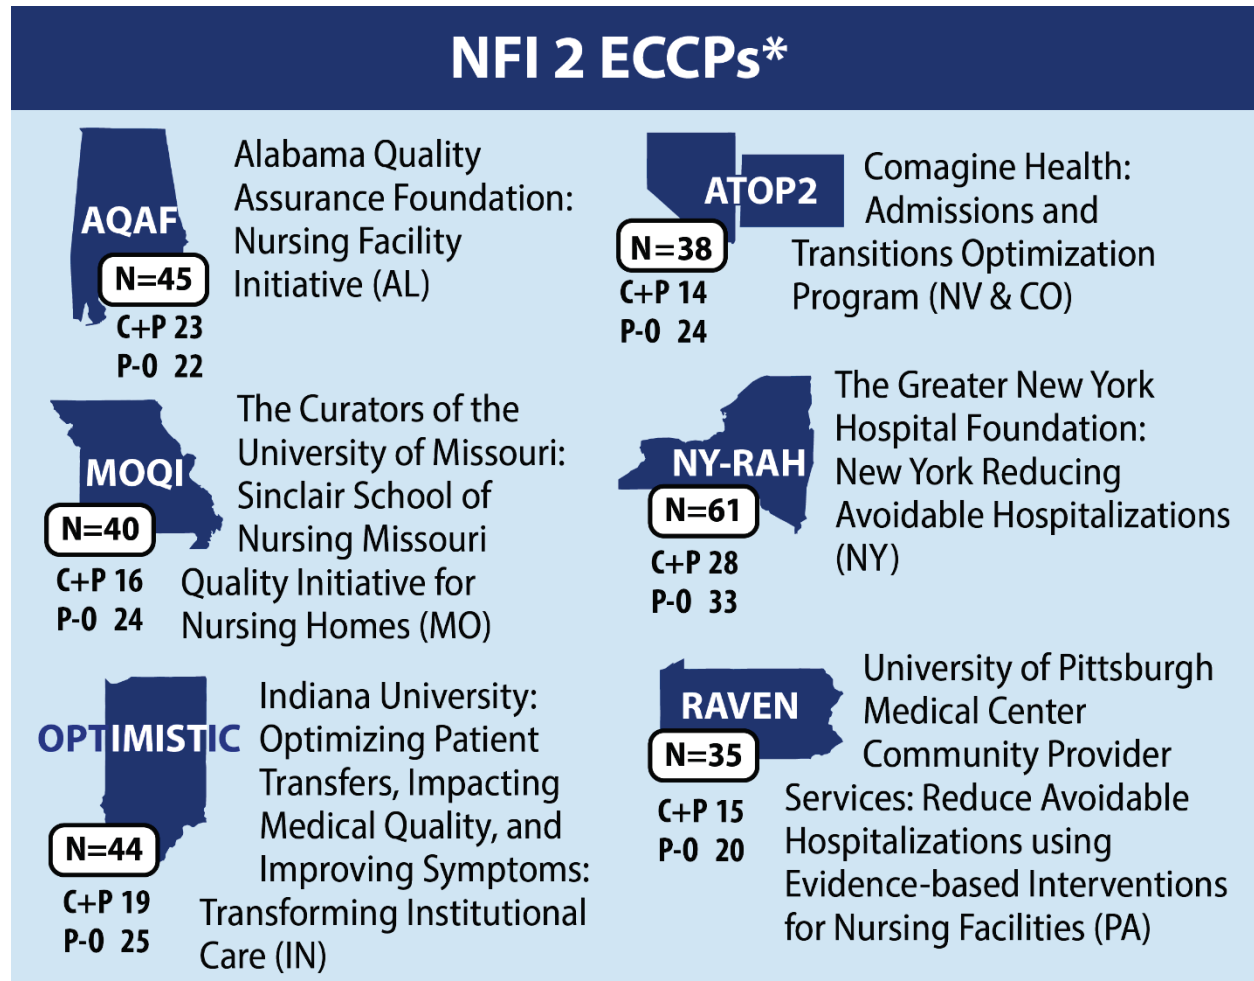 NFI 2 ECCPs*
AQAF
N=45
C+P 23
P-0 22
Alabama Quality
Assurance Foundation:
Nursing Facility
Initiative (AL)
ATOP2
N=38
C+P 14
P-0 24
Comagine Health:
Admissions and
Transitions Optimization
Program (NV & CO)
MOQI
N=40
C+P 16
P-0 24
The Curators of the
University of Missouri:
Sinclair School of
Nursing Missouri
Quality Initiative for
Nursing Homes (MO)
NY-RAH
N=61
C+P 28
P-0 33
The Greater New York
Hospital Foundation:
New York Reducing
Avoidable Hospitalizations
(NY)
OPTIMISTIC
N=44
C+P 19
P-0 25
Indiana University:
Optimizing Patient
Transfers, Impacting
Medical Quality, and
Improving Symptoms:
Transforming Institutional
Care (IN)
RAVEN
N=35
C+P 15
P-0 20
University of Pittsburgh
Medical Center
Community Provider
Services: Reduce Avoidable
Hospitalizations using
Evidence-based Interventions
for Nursing Facilities (PA)